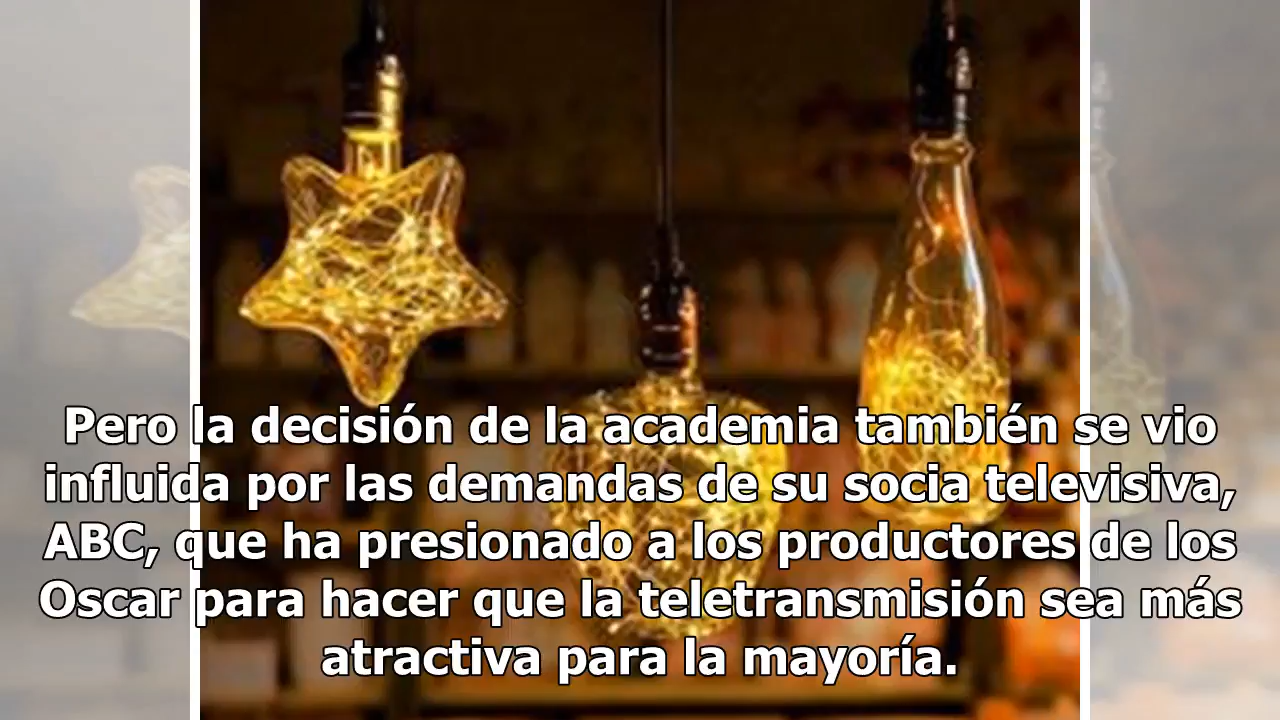 Pero la decisión de la academia también se vio
influida por las demandas de su socia televisiva,
ABC, que ha presionado a los productores de los
Oscar para hacer que la teletransmisión sea más
atractiva para la mayoría.